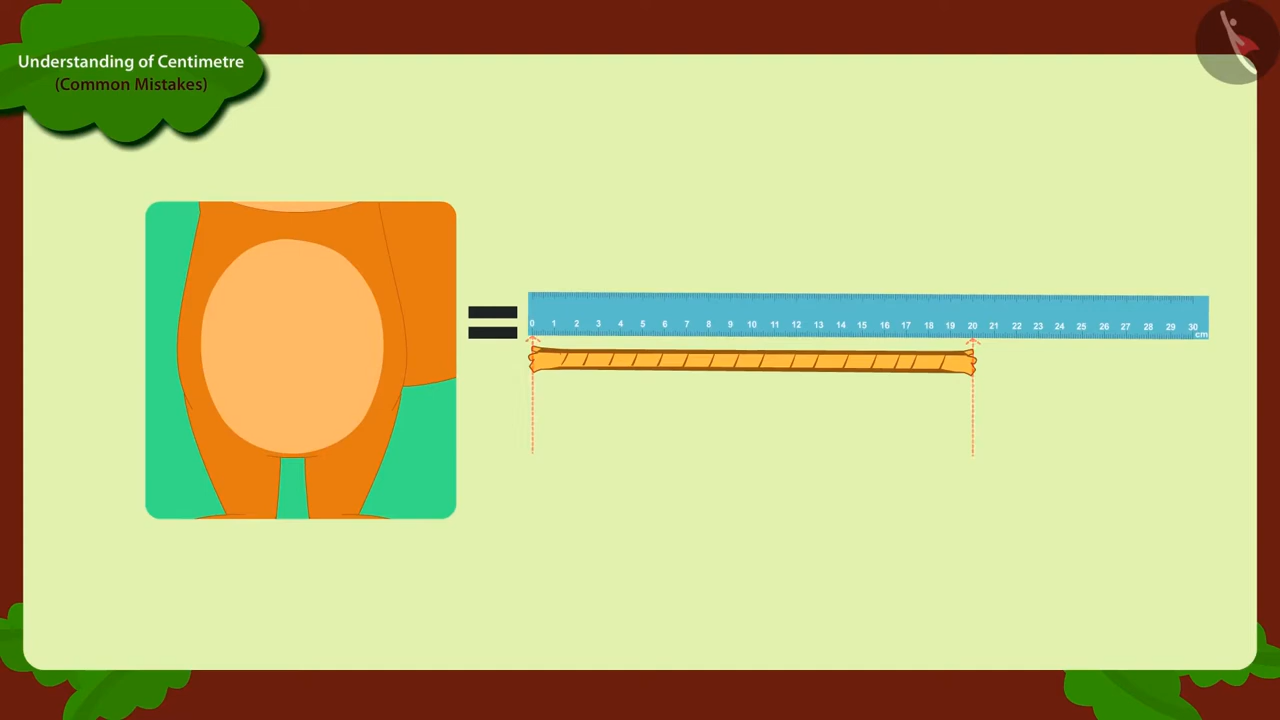 Understanding of Centimetre
(Common Mistakes)
0 1 2 3 4 5 6 7 8 9 10 11 12 13 14 15 16 17 18 19 20 21 22 23 24 25 26 27 28 29 30
cm